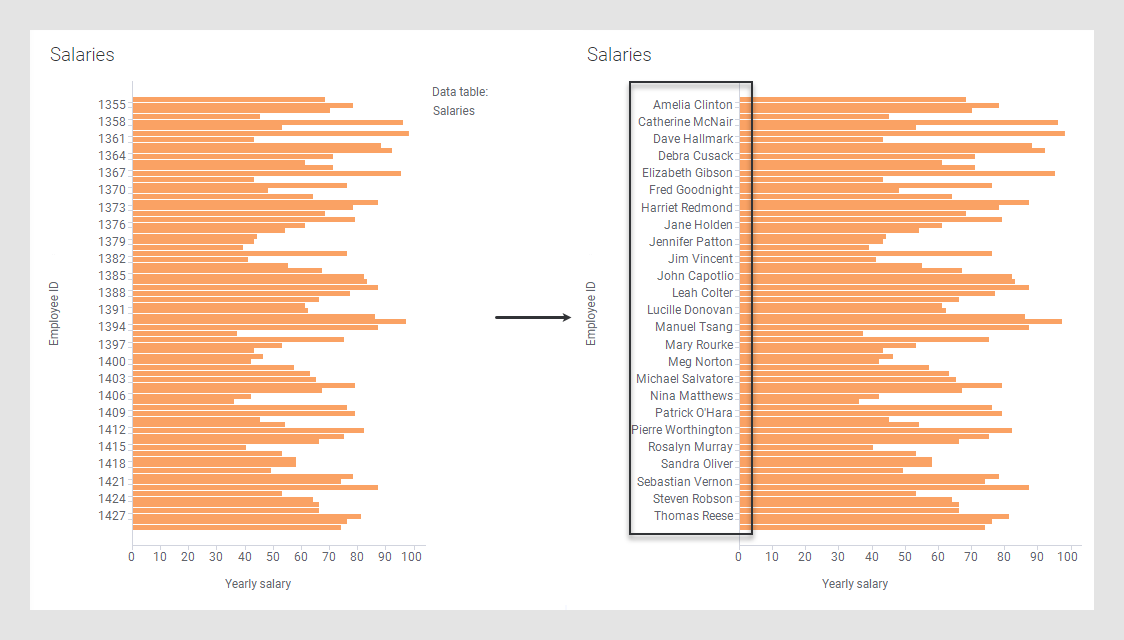 Salaries
Data table:
Salaries
Employee ID
1355
1358
1361
1364
1367
1370
1373
1376
1379
1382
1385
1388
1391
1394
1397
1400
1403
1406
1409
1412
1415
1418
1421
1424
1427
0 10 20 30 40 50 60 70 80 90 100
Yearly salary
Salaries
Employee ID
Amelia Clinton
Catherine McNair
Dave Hallmark
Debra Cusack
Elizabeth Gibson
Fred Goodnight
Harriet Redmond
Jane Holden
Jennifer Patton
Jim Vincent
John Capotlio
Leah Colter
Lucille Donovan
Manuel Tsang
Mary Rourke
Meg Norton
Michael Salvatore
Nina Matthews
Patrick O'Hara
Pierre Worthington
Rosalyn Murray
Sandra Oliver
Sebastian Vernon
Steven Robson
Thomas Reese
0 10 20 30 40 50 60 70 80 90 100
Yearly salary